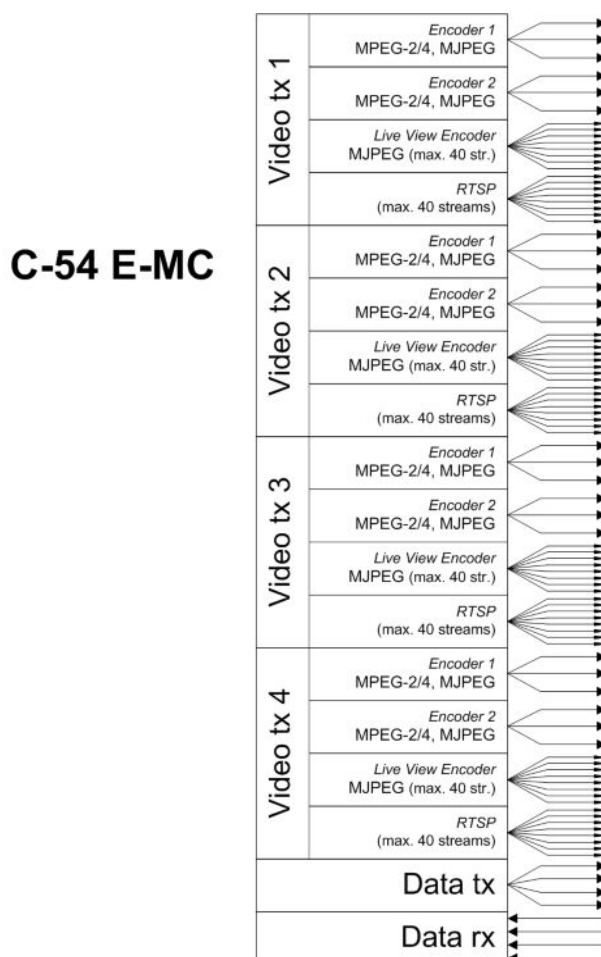 C-54 E-MC
Video tx 1
Encoder 1
MPEG-2/4, MJPEG
Encoder 2
MPEG-2/4, MJPEG
Live View Encoder
MJPEG (max. 40 str.)
RTSP
(max. 40 streams)
Video tx 2
Encoder 1
MPEG-2/4, MJPEG
Encoder 2
MPEG-2/4, MJPEG
Live View Encoder
MJPEG (max. 40 str.)
RTSP
(max. 40 streams)
Video tx 3
Encoder 1
MPEG-2/4, MJPEG
Encoder 2
MPEG-2/4, MJPEG
Live View Encoder
MJPEG (max. 40 str.)
RTSP
(max. 40 streams)
Video tx 4
Encoder 1
MPEG-2/4, MJPEG
Encoder 2
MPEG-2/4, MJPEG
Live View Encoder
MJPEG (max. 40 str.)
RTSP
(max. 40 streams)
Data tx
Data rx